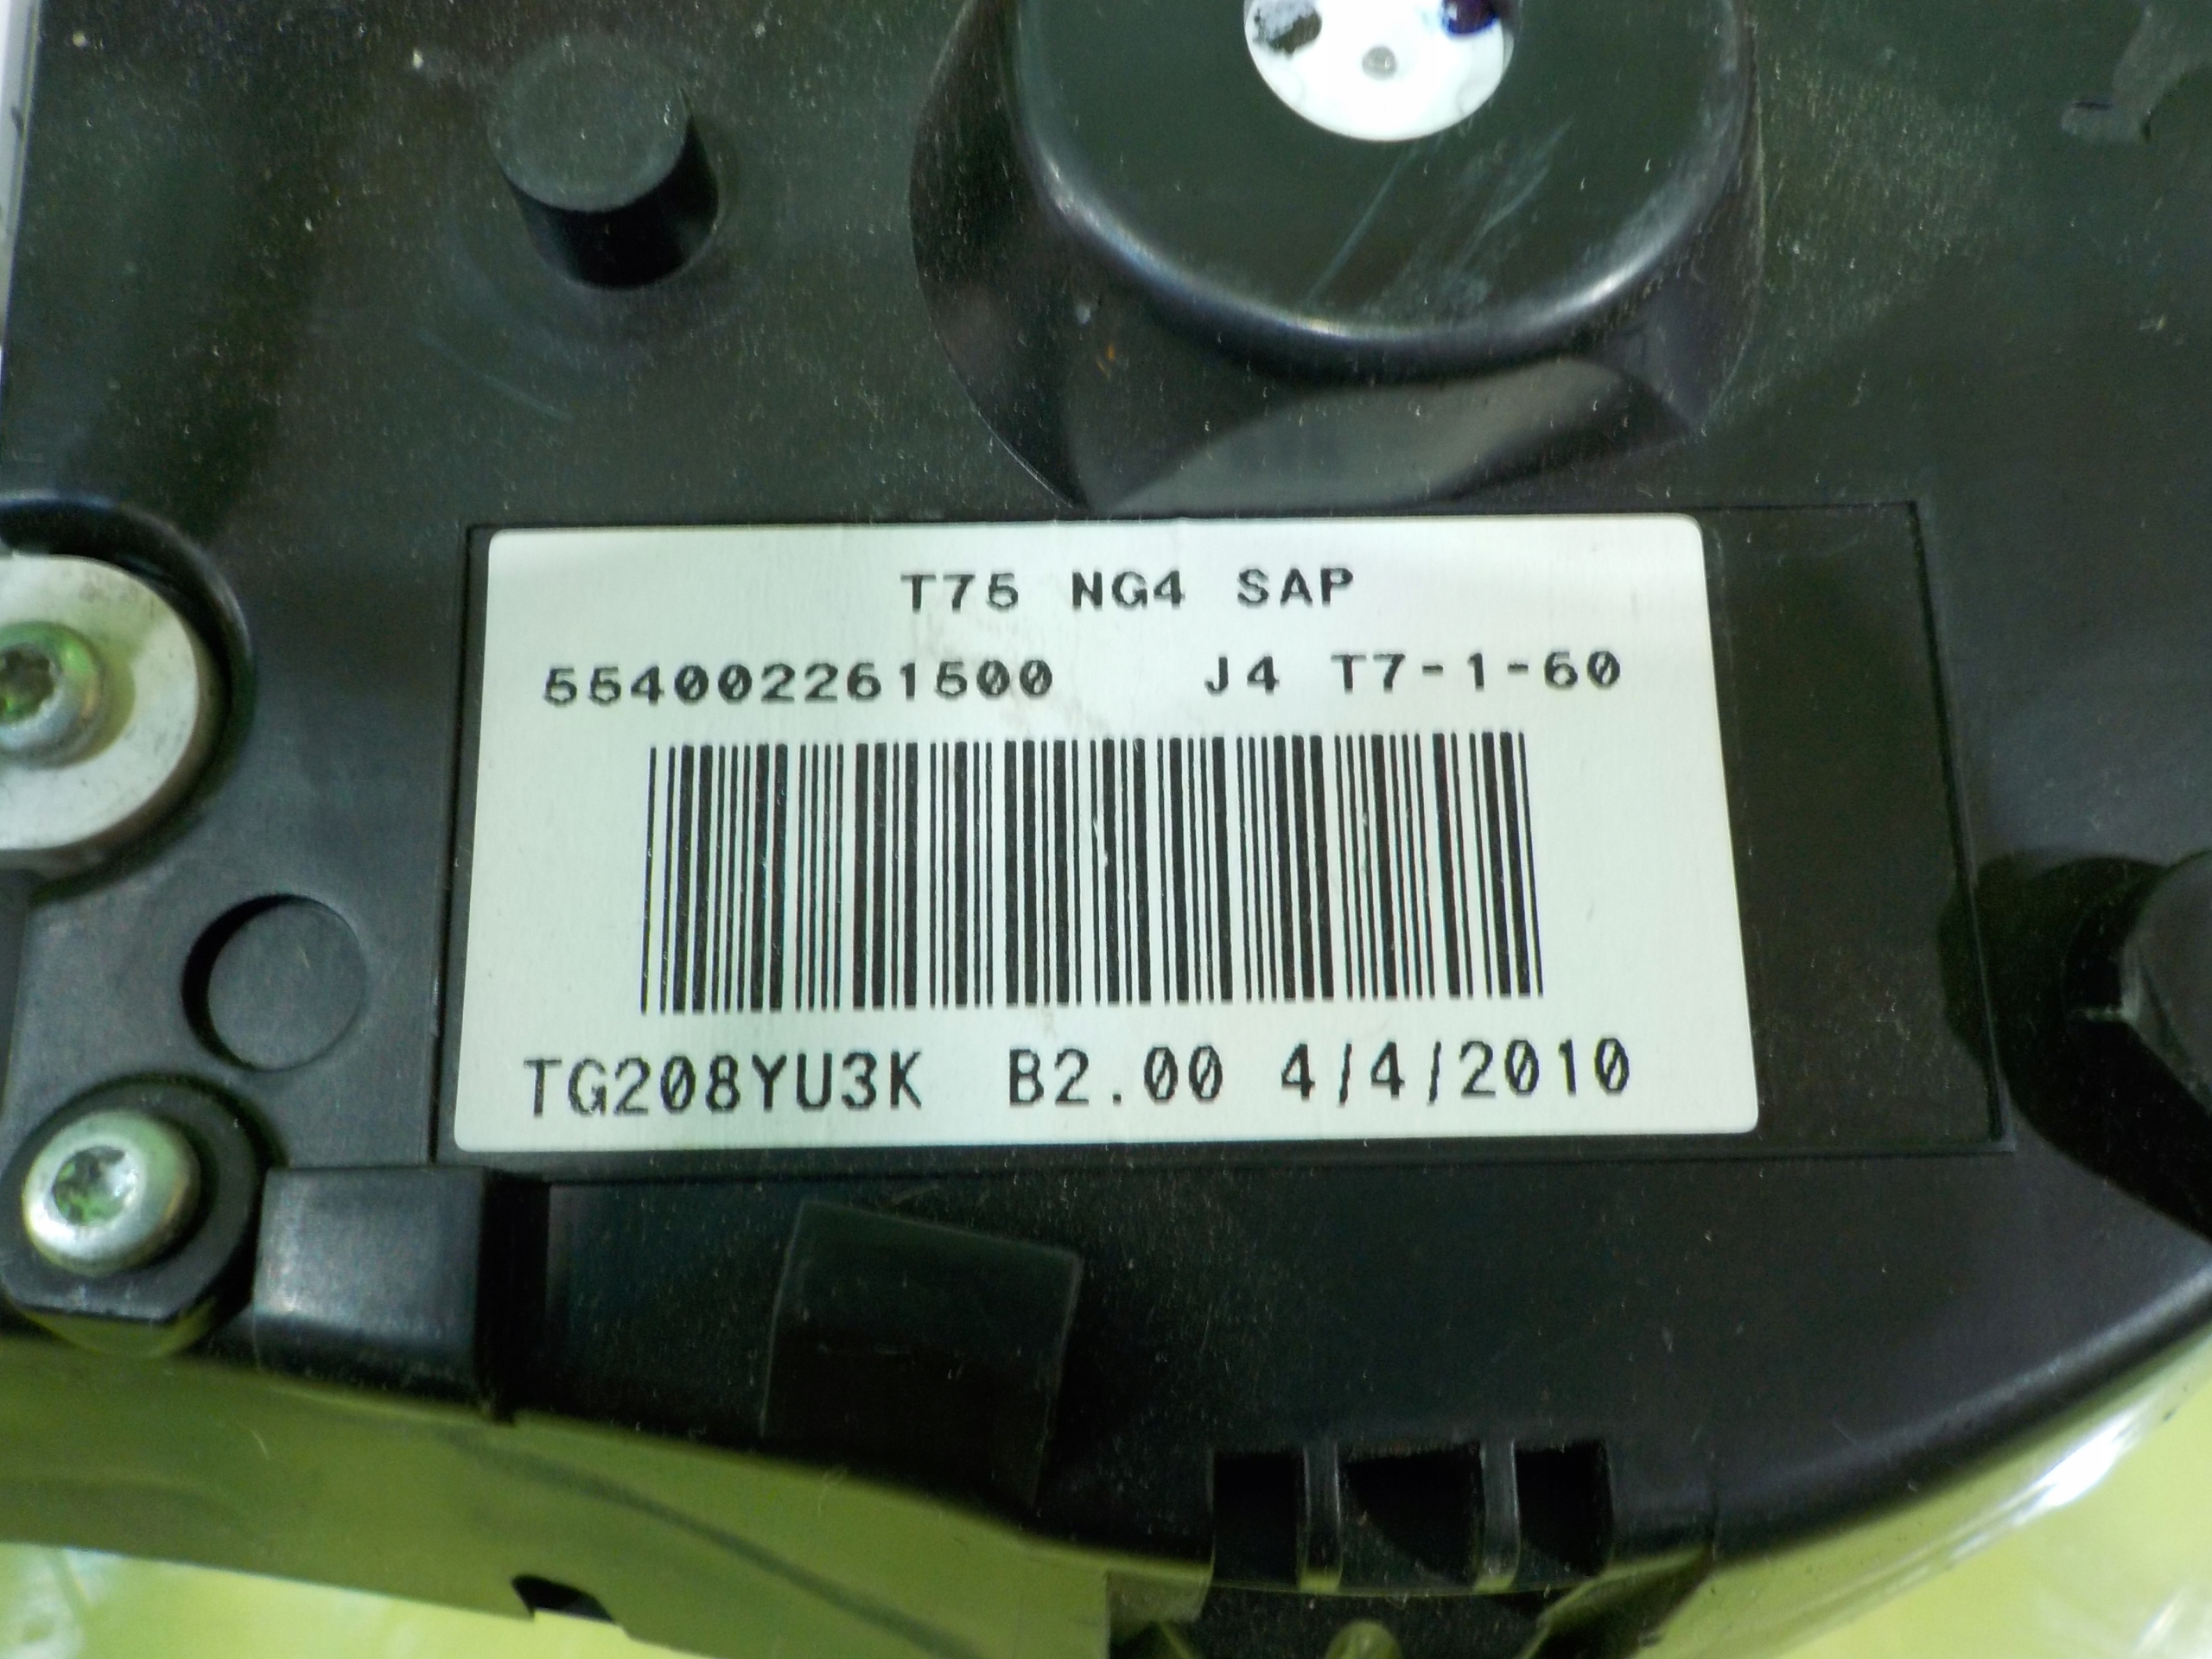 T75 NG4 SAP
554002261500 J4 T7-1-60
TG208YU3K B2.00 4/4/2010